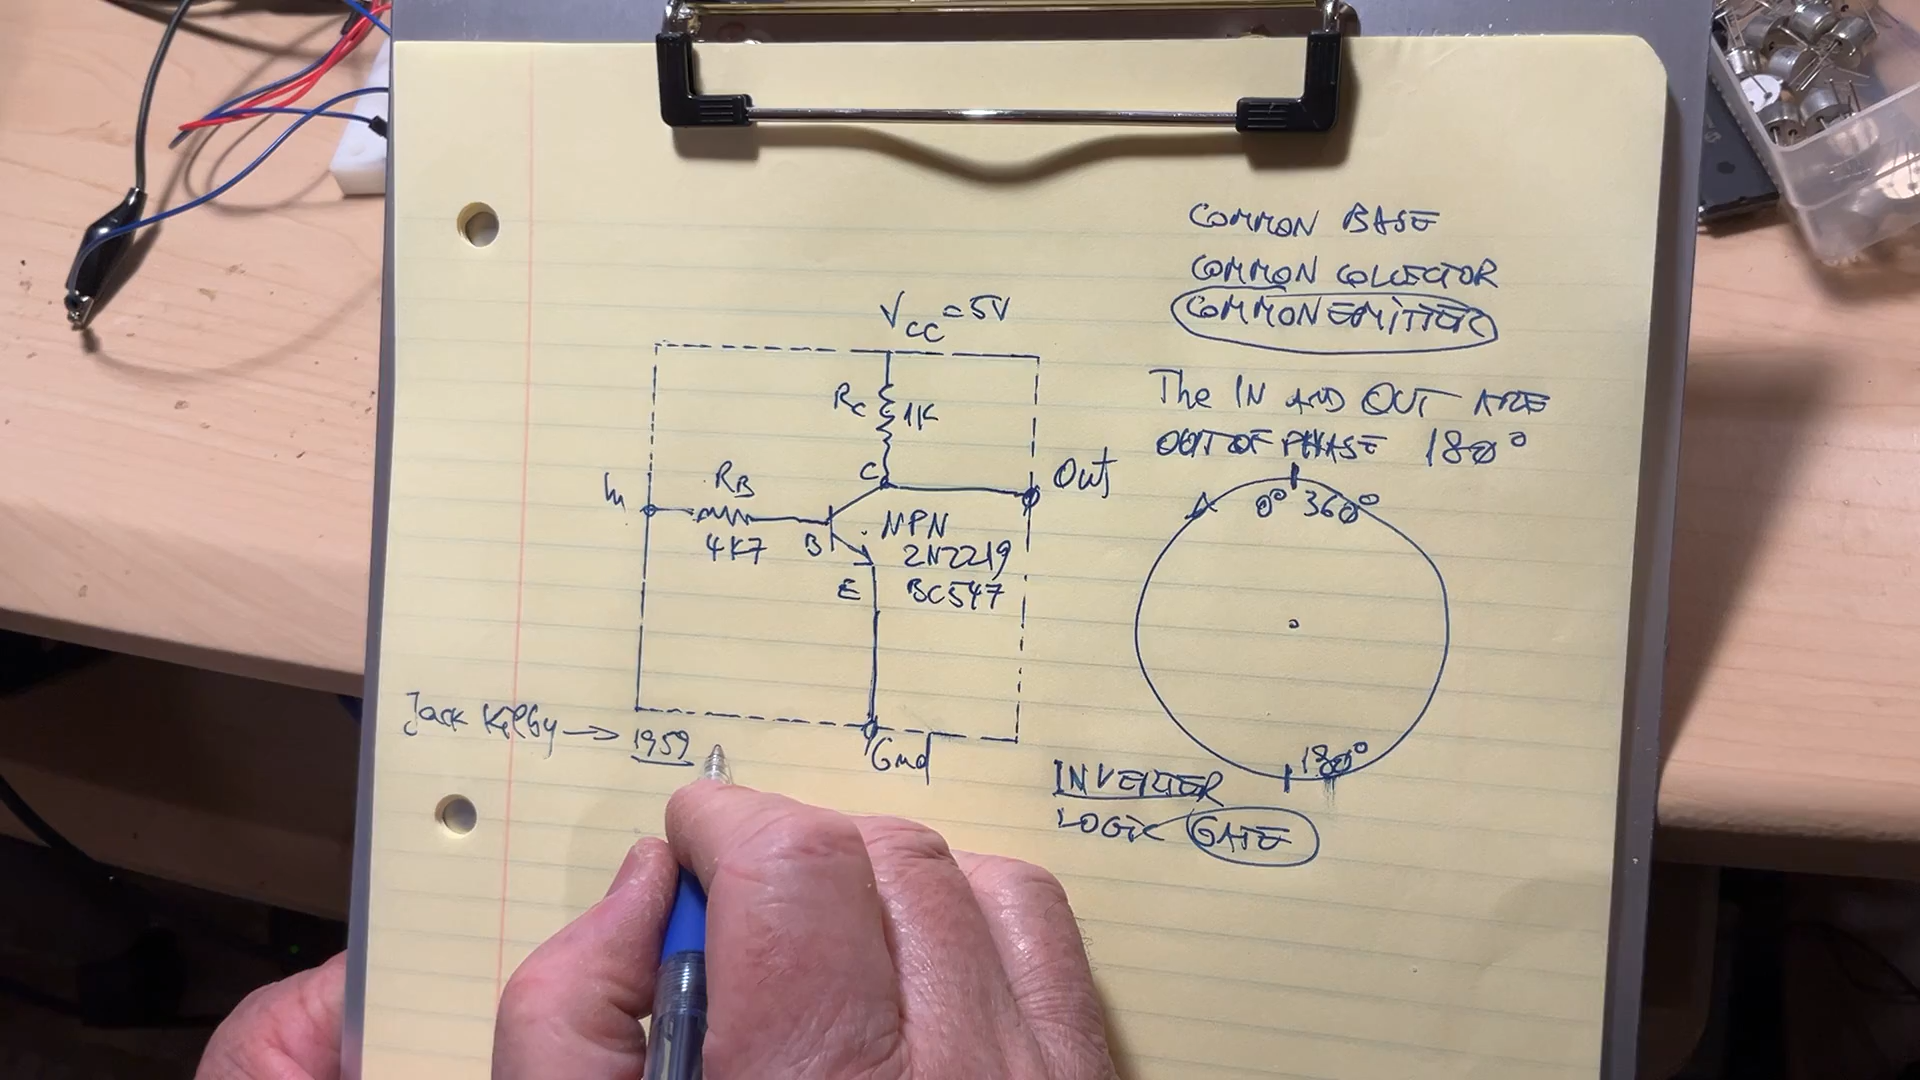 COMMON BASE
COMMON COLLECTOR
COMMON EMITTER
VCC = 5V
RC 1K
The IN AND OUT ARE
OUT OF PHASE 180°
In
RB
4K7
C
B
E
Out
NPN
2N2219
BC547
0° 360°
180°
Jack Kilby → 1959
Gnd
INVERTER
LOGIC GATE